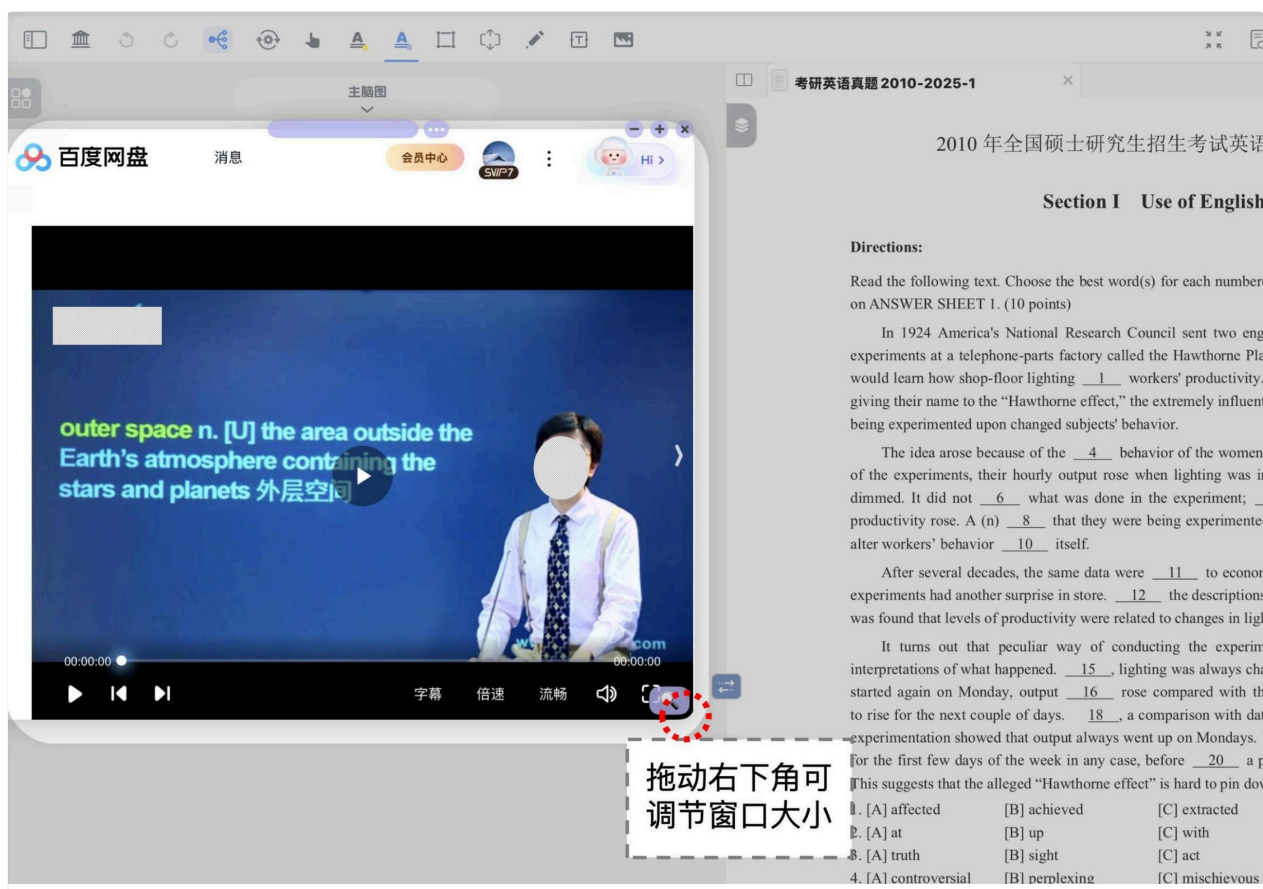 主脑图
考研英语真题2010-2025-1
百度网盘
消息
会员中心
SVIP7
Hi
outer space n. [U] the area outside the
Earth's atmosphere containing the
stars and planets 外层空间
com
00:00:00
00:00:00
字幕
倍速
流畅
拖动右下角可
调节窗口大小
2010 年全国硕士研究生招生考试英语
Section I Use of English
Directions:
Read the following text. Choose the best word(s) for each
on ANSWER SHEET 1. (10 points)
In 1924 America's National Research Council sent two
experiments at a telephone-parts factory called the Hawthorne
would learn how shop-floor lighting 1 workers' productivity.
giving their name to the “Hawthorne effect,” the extremely
being experimented upon changed subjects' behavior.
The idea arose because of the 4 behavior of the women
of the experiments, their hourly output rose when lighting was
dimmed. It did not 6 what was done in the experiment;
productivity rose. A (n) 8 that they were being
alter workers’ behavior 10 itself.
After several decades, the same data were 11 to
experiments had another surprise in store. 12 the descriptions
was found that levels of productivity were related to changes in
It turns out that peculiar way of conducting the
interpretations of what happened. 15 , lighting was always
started again on Monday, output 16 rose compared with
to rise for the next couple of days. 18 , a comparison with
experimentation showed that output always went up on Mondays.
for the first few days of the week in any case, before 20 a
This suggests that the alleged “Hawthorne effect” is hard to pin
1. [A] affected [B] achieved [C] extracted
2. [A] at [B] up [C] with
3. [A] truth [B] sight [C] act
4. [A] controversial [B] perplexing [C] mischievous